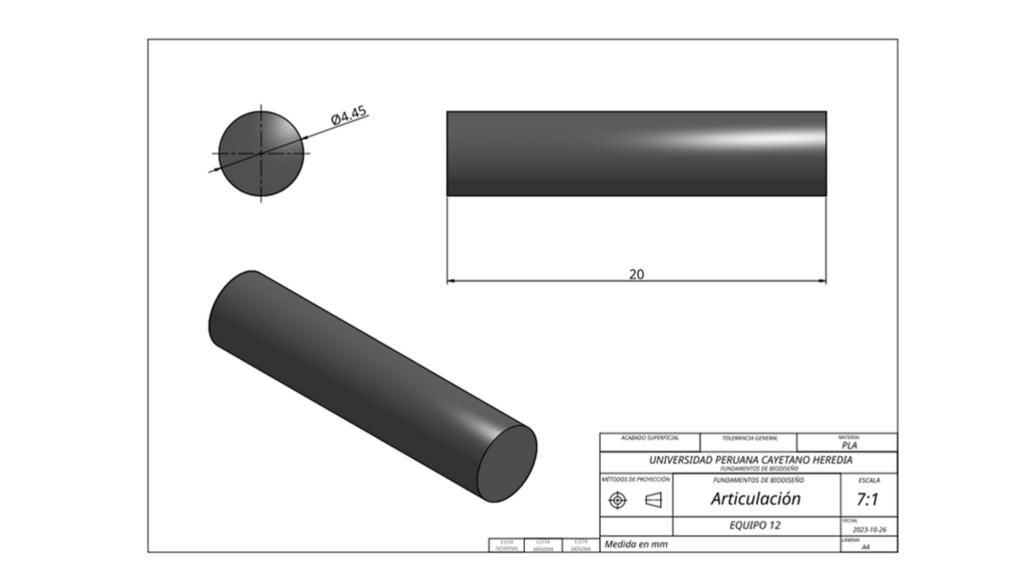 Ø4.45
20
ACABADO SUPERFICIAL
TOLERANCIA GENERAL
MATERIAL
PLA
UNIVERSIDAD PERUANA CAYETANO HEREDIA
FUNDAMENTOS DE BIODISEÑO
MÉTODOS DE PROYECCIÓN
FUNDAMENTOS DE BIODISEÑO
ESCALA
Articulación
7:1
EQUIPO 12
FECHA:
2023-10-26
Medida en mm
LÁMINA:
A4
COTA NOMINAL
COTA MÁXIMA
COTA MÍNIMA